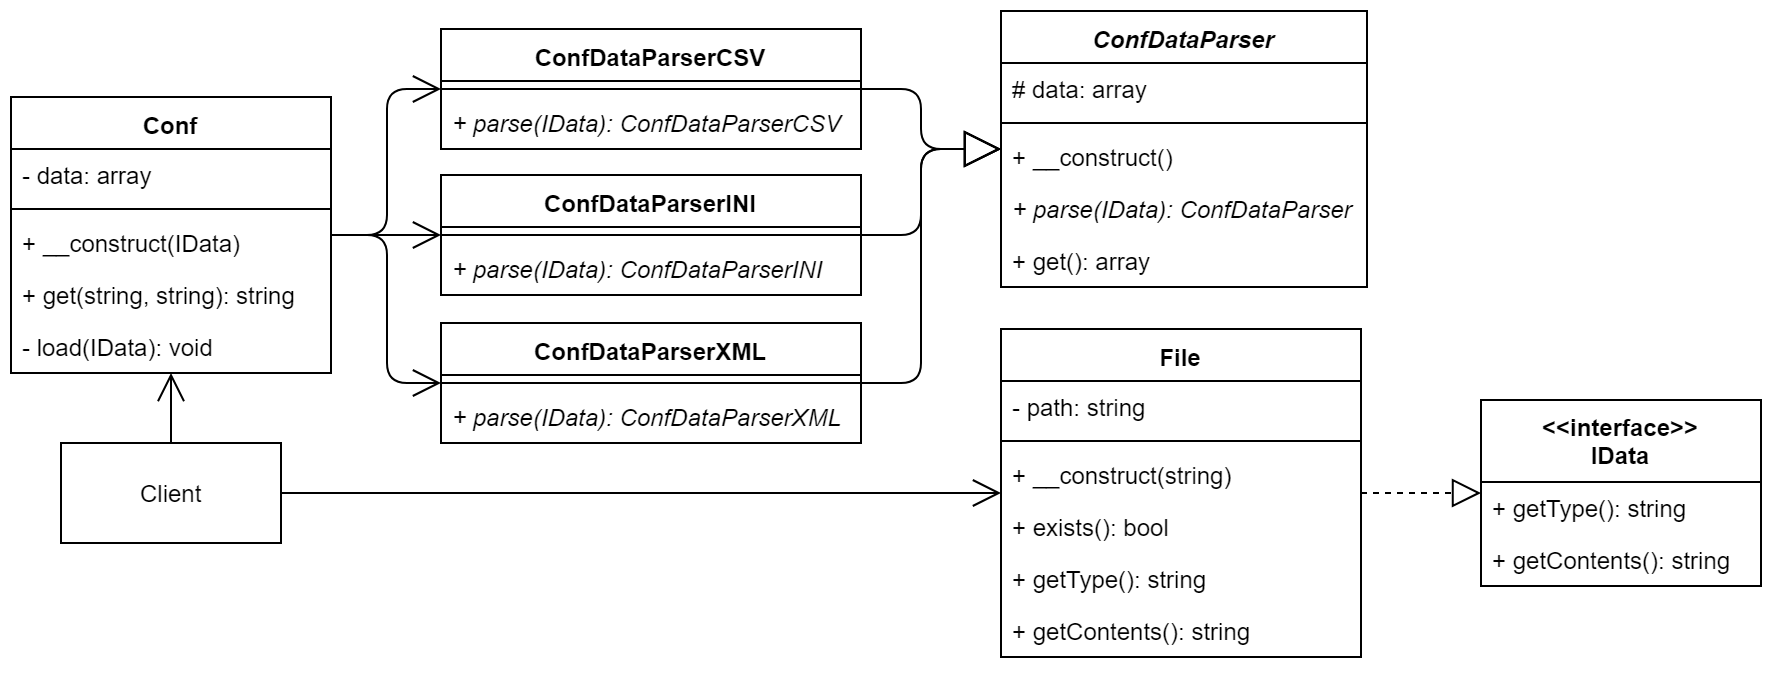 Conf
- data: array
+ __construct(IData)
+ get(string, string): string
- load(IData): void
Client
ConfDataParserCSV
+ parse(IData): ConfDataParserCSV
ConfDataParserINI
+ parse(IData): ConfDataParserINI
ConfDataParserXML
+ parse(IData): ConfDataParserXML
ConfDataParser
# data: array
+ __construct()
+ parse(IData): ConfDataParser
+ get(): array
File
- path: string
+ __construct(string)
+ exists(): bool
+ getType(): string
+ getContents(): string
<<interface>>
IData
+ getType(): string
+ getContents(): string